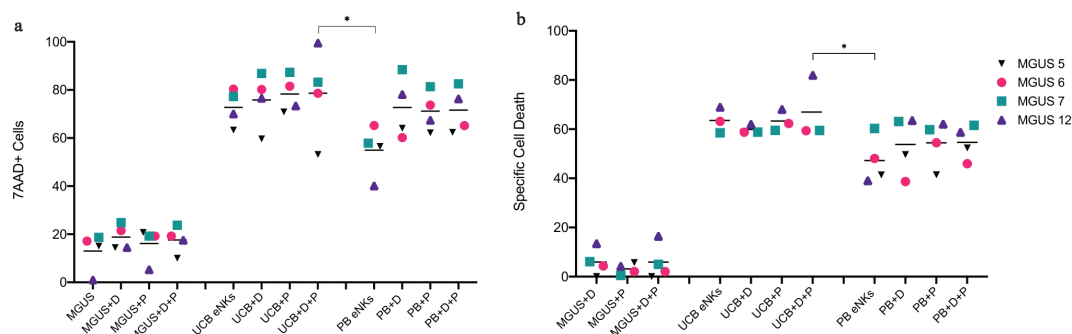 a
*
7AAD+ Cells
100
80
60
40
20
0
MGUS
MGUS+D
MGUS+P
MGUS+D+P
UCB eNKs
UCB+D
UCB+P
UCB+D+P
PB eNKs
PB+D
PB+P
PB+D+P
b
*
Specific Cell Death
100
80
60
40
20
0
MGUS+D
MGUS+P
MGUS+D+P
UCB eNKs
UCB+D
UCB+P
UCB+D+P
PB eNKs
PB+D
PB+P
PB+D+P
MGUS 5
MGUS 6
MGUS 7
MGUS 12